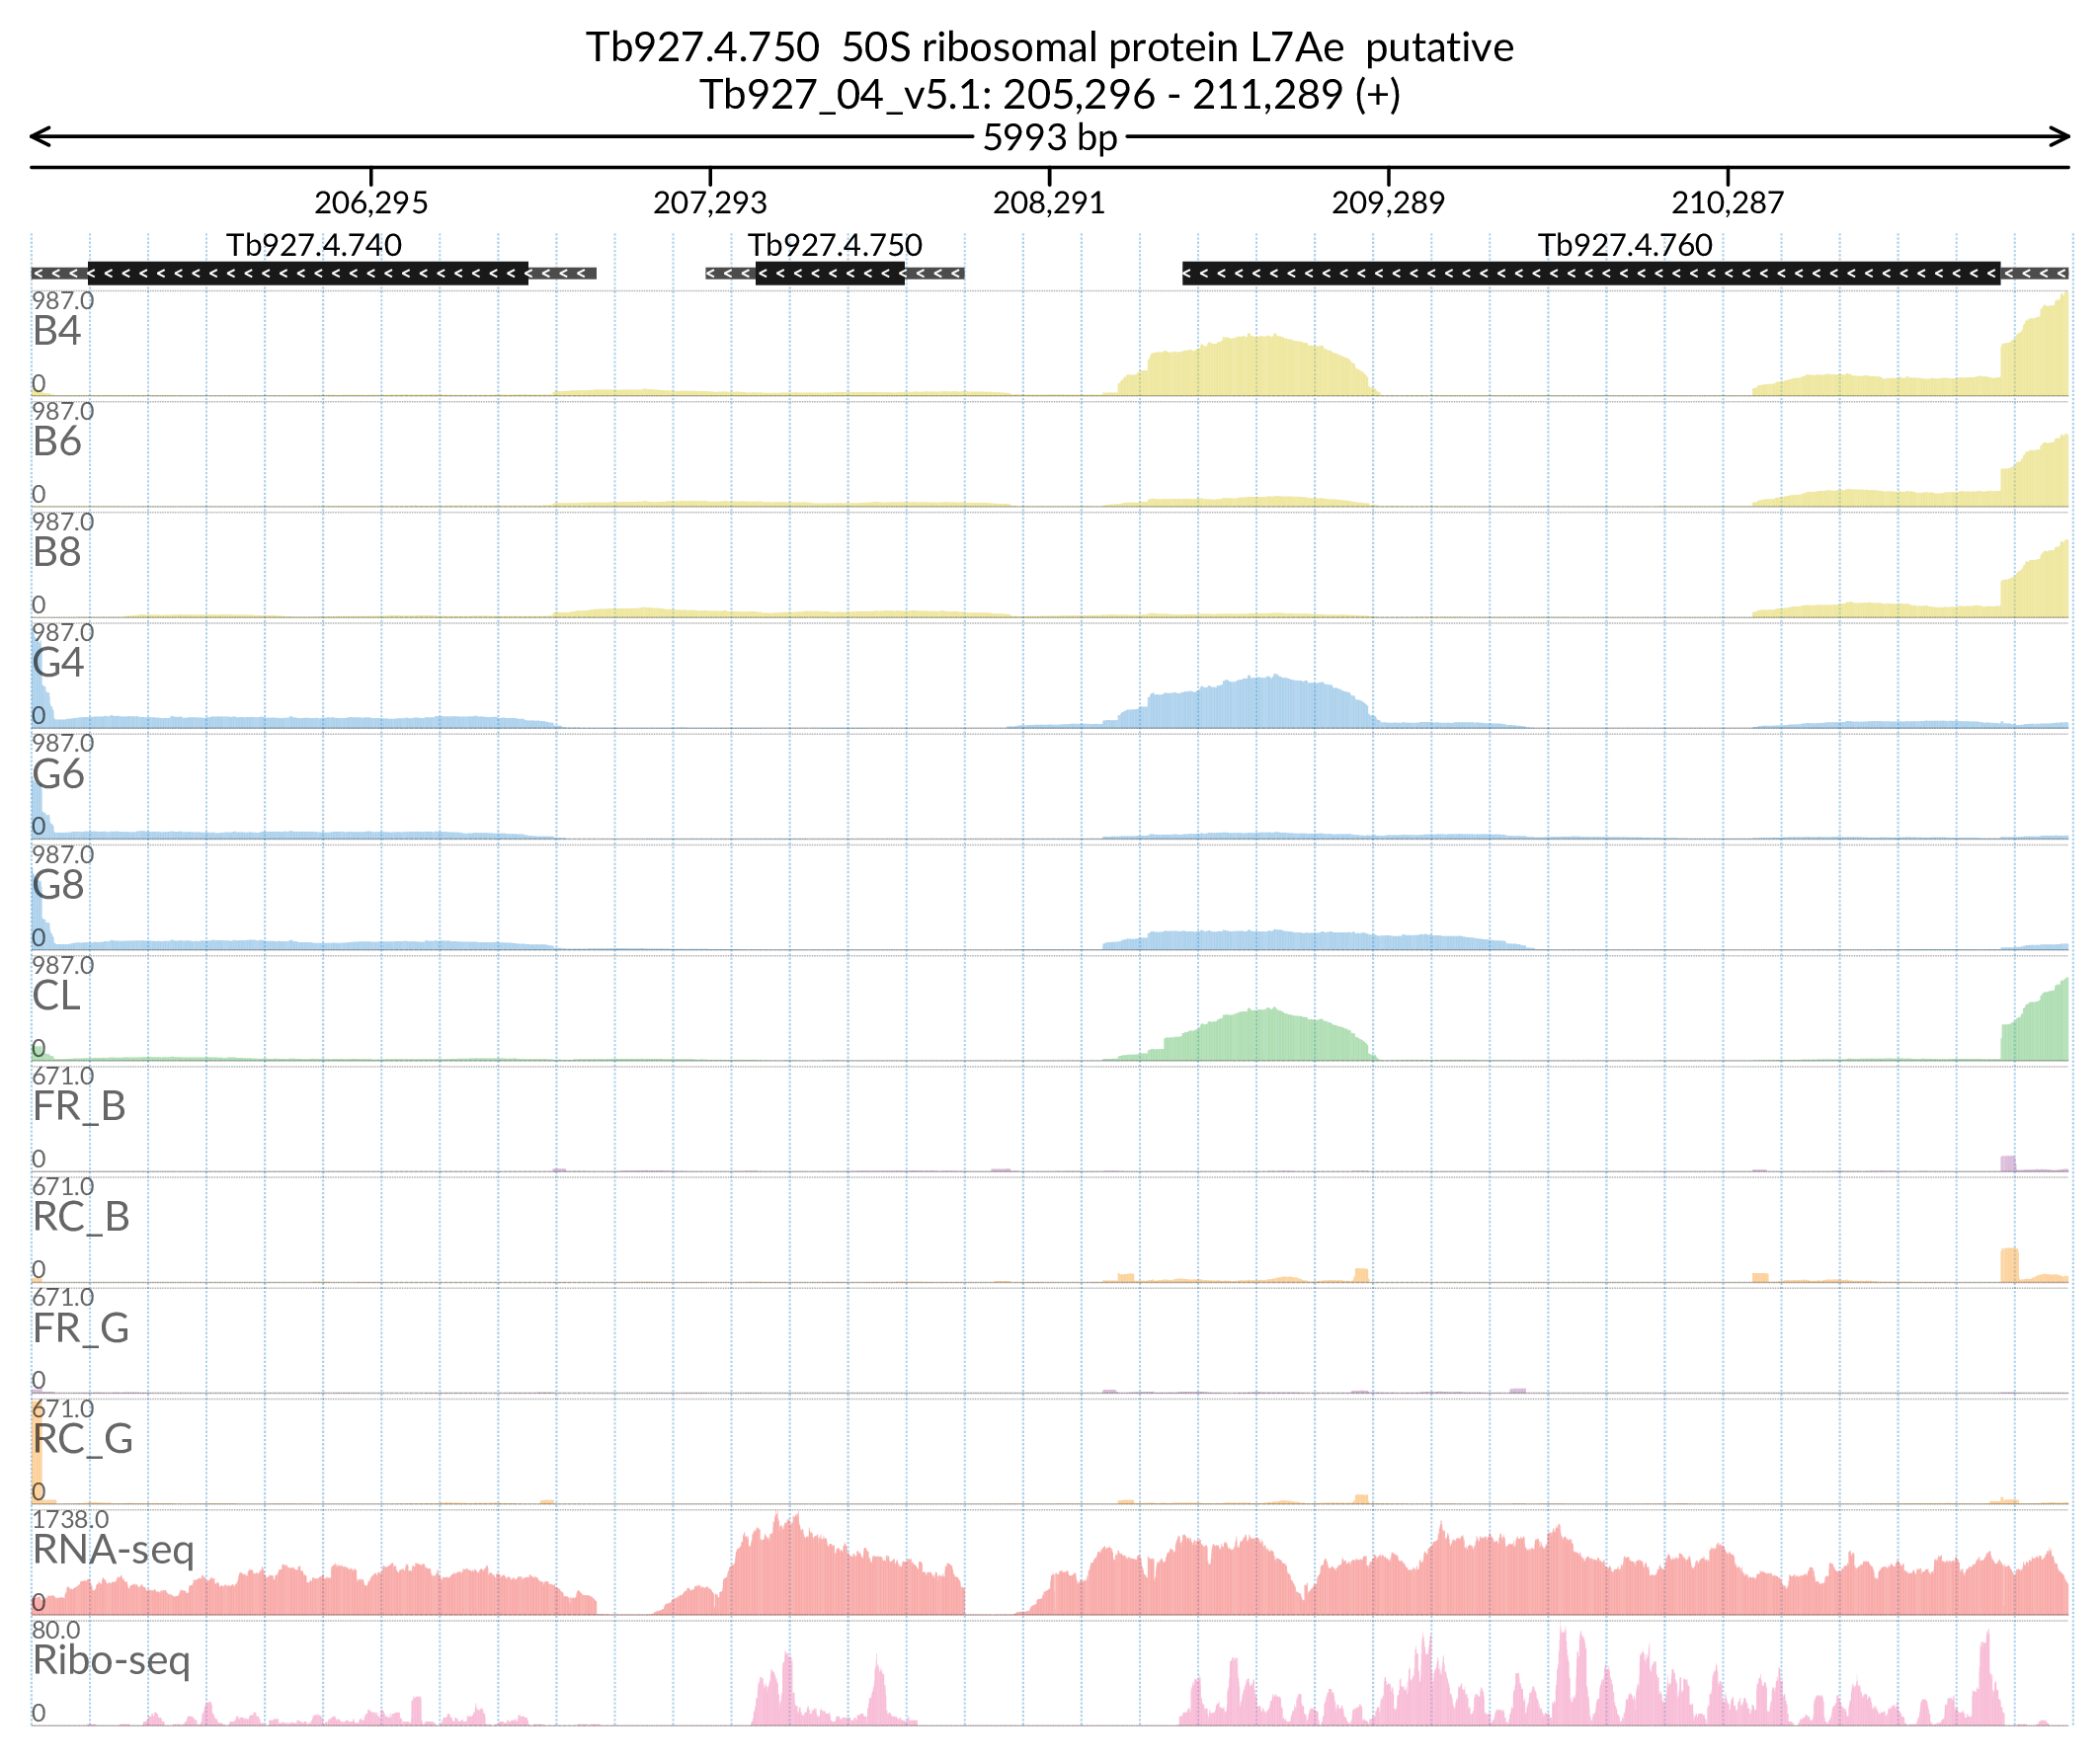 Tb927.4.750  50S ribosomal protein L7Ae  putative
Tb927_04_v5.1: 205,296 - 211,289 (+)
5993 bp
206,295 207,293 208,291 209,289 210,287
Tb927.4.740 Tb927.4.750 Tb927.4.760
987.0
B4
0
987.0
B6
0
987.0
B8
0
987.0
G4
0
987.0
G6
0
987.0
G8
0
987.0
CL
0
671.0
FR_B
0
671.0
RC_B
0
671.0
FR_G
0
671.0
RC_G
0
1738.0
RNA-seq
0
80.0
Ribo-seq
0